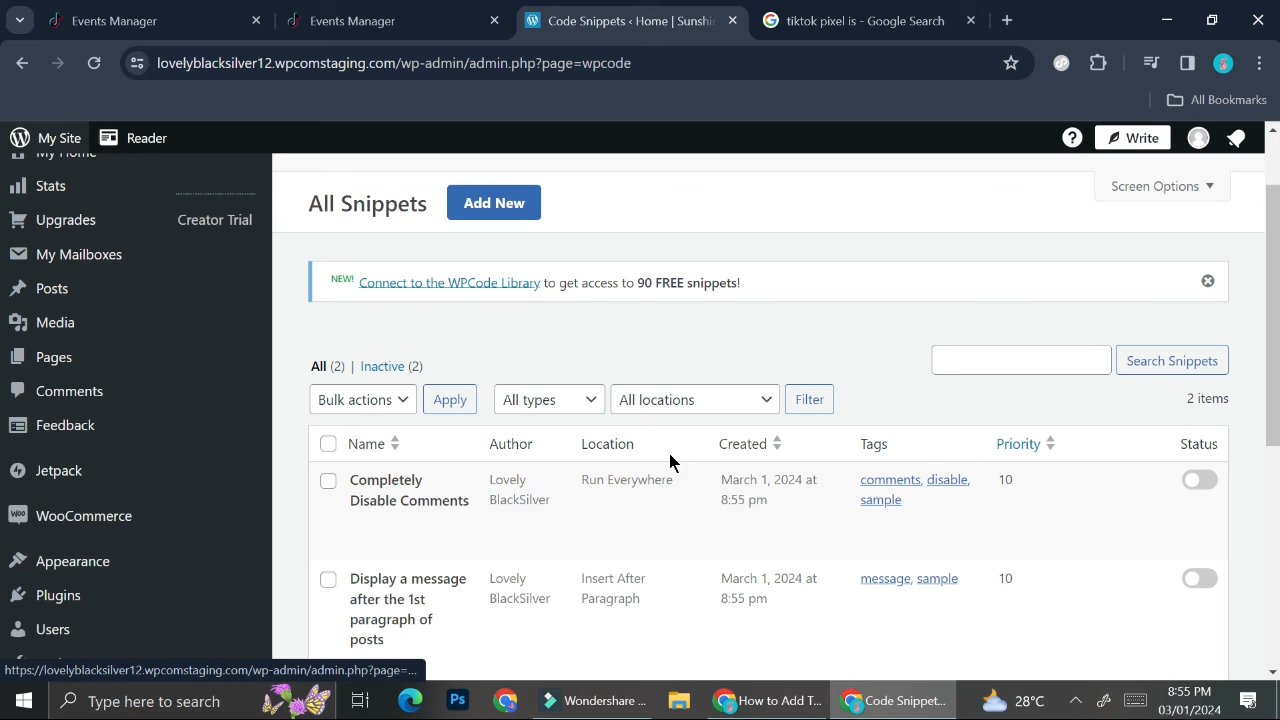 Events Manager
Events Manager
Code Snippets ‹ Home | Sunshi
tiktok pixel is - Google Search
lovelyblacksilver12.wpcomstaging.com/wp-admin/admin.php?page=wpcode
All Bookmarks
My Site
Reader
Write
My Home
Stats
Upgrades
Creator Trial
My Mailboxes
Posts
Media
Pages
Comments
Feedback
Jetpack
WooCommerce
Appearance
Plugins
Users
Screen Options
All Snippets
Add New
NEW! Connect to the WPCode Library to get access to 90 FREE snippets!
All (2) | Inactive (2)
Search Snippets
Bulk actions
Apply
All types
All locations
Filter
2 items
Name Author Location Created Tags Priority Status
Completely Disable Comments
Lovely BlackSilver
Run Everywhere
March 1, 2024 at 8:55 pm
comments, disable, sample
10
Display a message after the 1st paragraph of posts
Lovely BlackSilver
Insert After Paragraph
March 1, 2024 at 8:55 pm
message, sample
10
https://lovelyblacksilver12.wpcomstaging.com/wp-admin/admin.php?page=...
Type here to search
Ps
Wondershare ...
How to Add T...
Code Snippet...
28°C
8:55 PM
03/01/2024